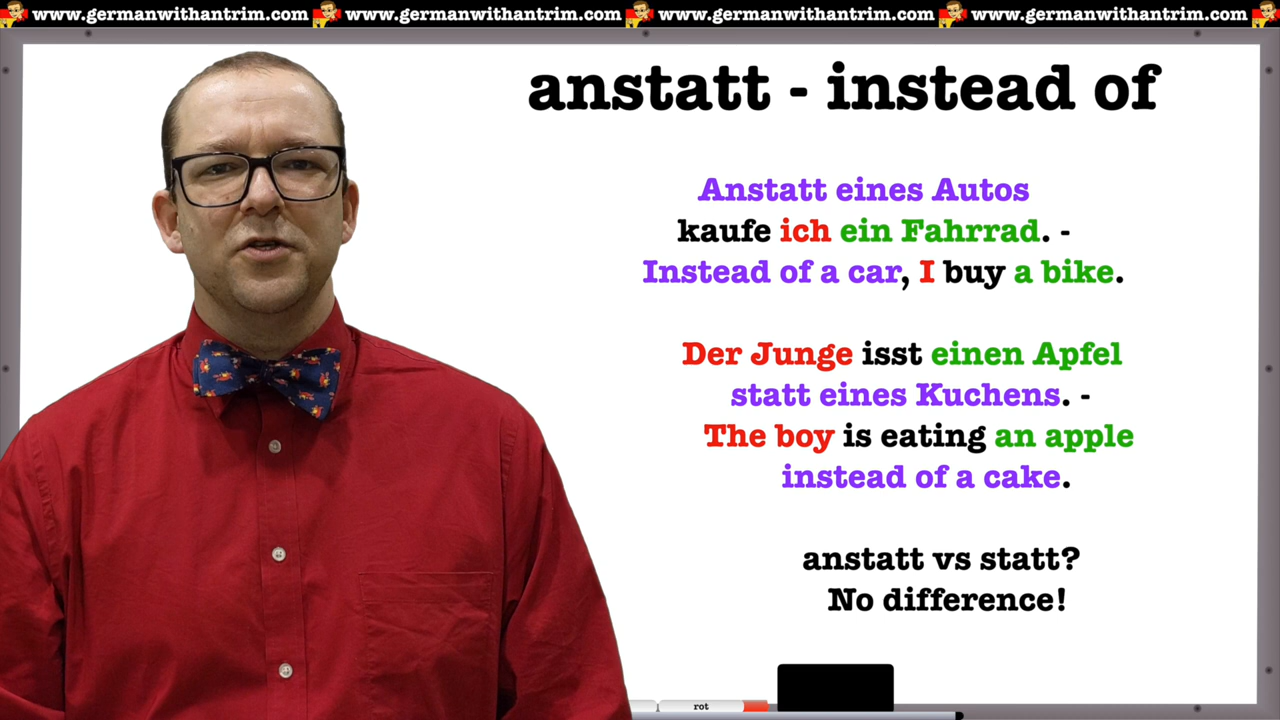 www.germanwithantrim.com www.germanwithantrim.com www.germanwithantrim.com www.germanwithantrim.com
anstatt - instead of
Anstatt eines Autos
kaufe ich ein Fahrrad. -
Instead of a car, I buy a bike.
Der Junge isst einen Apfel
statt eines Kuchens. -
The boy is eating an apple
instead of a cake.
anstatt vs statt?
No difference!
rot